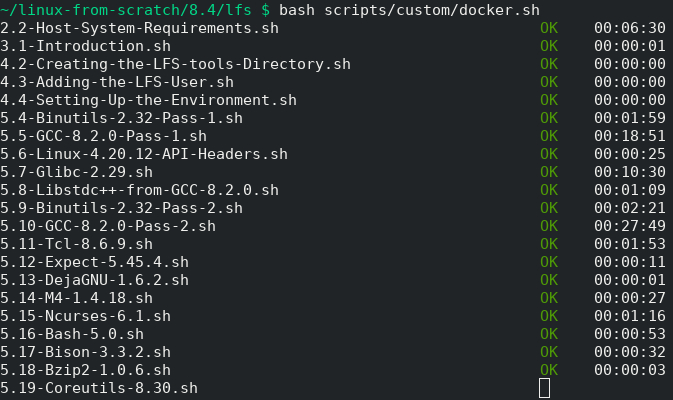 ~/linux-from-scratch/8.4/lfs $ bash scripts/custom/docker.sh
2.2-Host-System-Requirements.sh OK 00:06:30
3.1-Introduction.sh OK 00:00:01
4.2-Creating-the-LFS-tools-Directory.sh OK 00:00:00
4.3-Adding-the-LFS-User.sh OK 00:00:00
4.4-Setting-Up-the-Environment.sh OK 00:00:00
5.4-Binutils-2.32-Pass-1.sh OK 00:01:59
5.5-GCC-8.2.0-Pass-1.sh OK 00:18:51
5.6-Linux-4.20.12-API-Headers.sh OK 00:00:25
5.7-Glibc-2.29.sh OK 00:10:30
5.8-Libstdc++-from-GCC-8.2.0.sh OK 00:01:09
5.9-Binutils-2.32-Pass-2.sh OK 00:02:21
5.10-GCC-8.2.0-Pass-2.sh OK 00:27:49
5.11-Tcl-8.6.9.sh OK 00:01:53
5.12-Expect-5.45.4.sh OK 00:00:11
5.13-DejaGNU-1.6.2.sh OK 00:00:01
5.14-M4-1.4.18.sh OK 00:00:27
5.15-Ncurses-6.1.sh OK 00:01:16
5.16-Bash-5.0.sh OK 00:00:53
5.17-Bison-3.3.2.sh OK 00:00:32
5.18-Bzip2-1.0.6.sh OK 00:00:03
5.19-Coreutils-8.30.sh